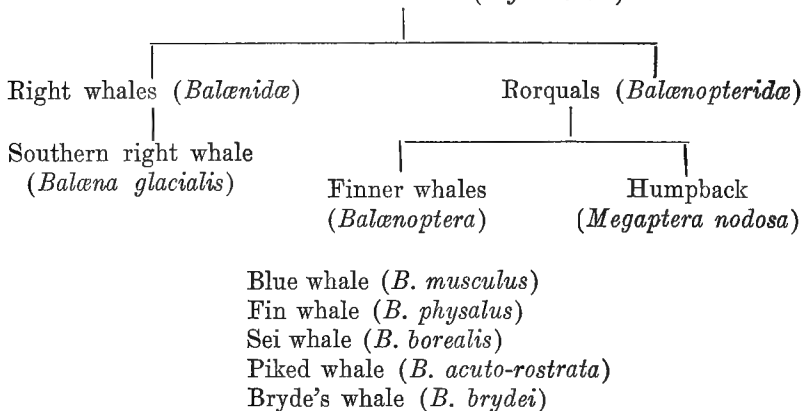 Right whales (Balænidæ)
Rorquals (Balænopteridæ)
Southern right whale
(Balæna glacialis)
Finner whales
(Balænoptera)
Humpback
(Megaptera nodosa)
Blue whale (B. musculus)
Fin whale (B. physalus)
Sei whale (B. borealis)
Piked whale (B. acuto-rostrata)
Bryde's whale (B. brydei)